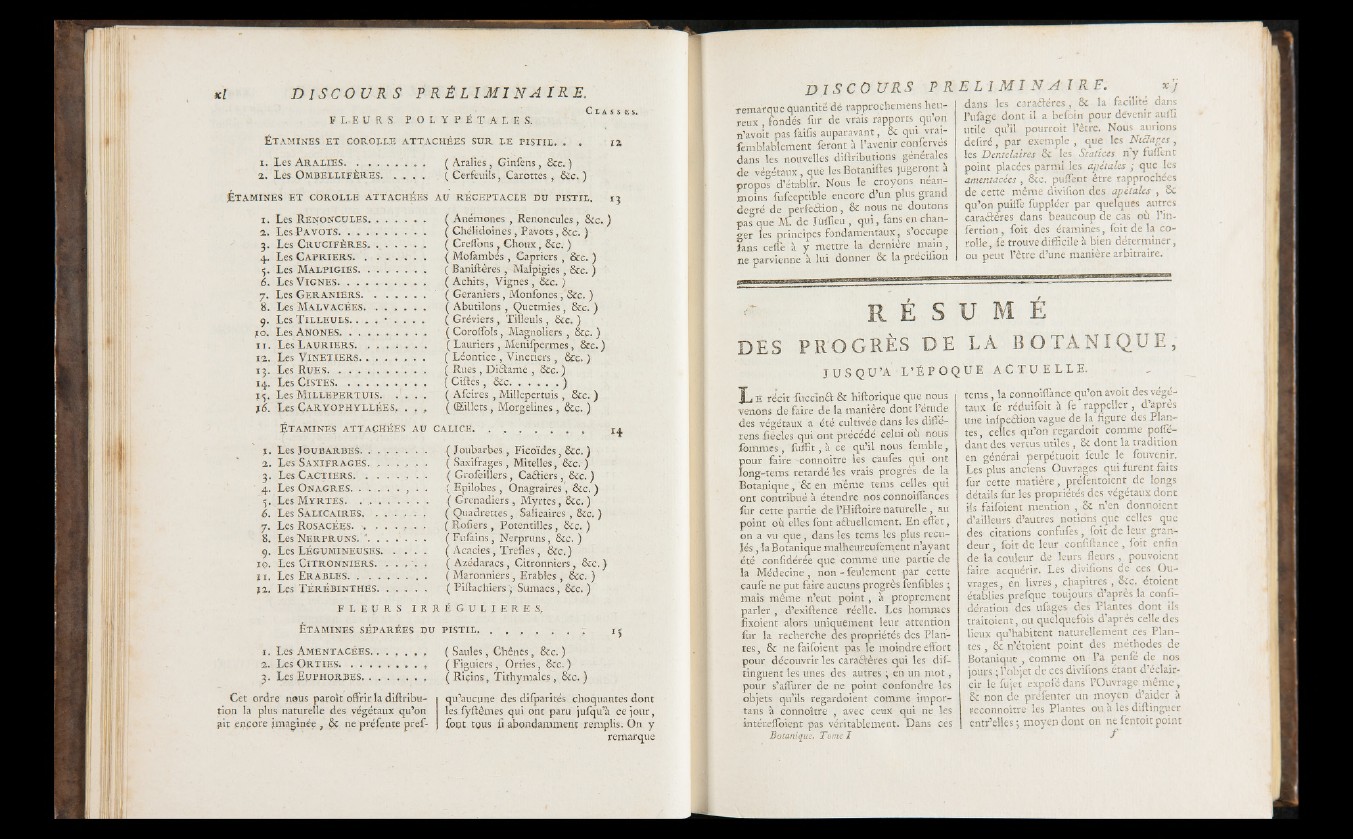 xl DISCOURS PRÉLIMINAIRE.
FLEURS POLYPÉTALES. CLASSES.
ÉTAMINES ET COROLLE ATTACHÉES SUR LE PISTIL. . . 12
1. Les ARALIES. . . . . . . . . ( Aralies, Ginſens, &c. )
2. Les OMBELLIFÈRES. . . . . ( Cerfeuils, Carottes, &c. )
ÉTAMINES ET COROLLE ATTACHÉES AU RÉCEPTACLE DU PISTIL. 13
1. Les RENONCULES. . . . . . . ( Anémones, Renoncules, &c. )
2. Les PAVOTS. . . . . . . . . . ( Chélidoines, Pavots, &c. )
3. Les CRUCIFÈRES. . . . . . . ( Creſſons, Choux, &c. )
4. Les CAPRIERS. . . . . . . . ( Moſambés, Capriers, &c. )
5. Les MALPIGIES. . . . . . . . ( Baniſtères, Malpigies, &c. )
6. Les VIGNES. . . . . . . . . . ( Achits, Vignes, &c. )
7. Les GERANIERS. . . . . . . ( Geraniers, Monſones, &c. )
8. Les MALVACÉES. . . . . . . ( Abutilons, Quetmies, &c. )
9. Les TILLEULS. . . . . . . . ( Gréviers, Tilleuls, &c. )
10. Les ANONES. . . . . . . . . ( Coroſſols, Magnoliers, &c. )
11. Les LAURIERS. . . . . . . . ( Lauriers, Meniſpermes, &c. )
12. Les VINETIERS. . . . . . . . ( Léontice, Vinetiers, &c. )
13. Les RUES. . . . . . . . . . . ( Rues, Dictame, &c. )
14. Les CISTES. . . . . . . . . . ( Ciſtes, &c. . . . . . )
15. Les MILLEPERTUIS. . . . . ( Aſcires, Millepertuis, &c. )
16. Les CARYOPHYLLÉES. . . . ( Œillets, Morgelines, &c. )
ÉTAMINES ATTACHÉES AU CALICE. . . . . . . . 14
1. Les JOUBARBES. . . . . . . . ( Joubarbes, Ficoïdes, &c. )
2. Les SAXIFRAGES. . . . . . . ( Saxifrages, Mitelles, &c. )
3. Les CACTIERS. . . . . . . . ( Groſeillers, Cactiers, &c. )
4. Les ONAGRES. . . . . . . . . ( Epilobes, Onagraires, &c. )
5. Les MYRTES. . . . . . . . . ( Grenadiers, Myrtes, &c. )
6. Les SALICAIRES. . . . . . . ( Quadrettes, Salicaires, &c. )
7. Les ROSACÉES. . . . . . . . ( Roſiers, Potentilles, &c. )
8. Les NERPRUNS. . . . . . . . ( Fuſains, Nerpruns, &c. )
9. Les LÉGUMINEUSES. . . . . ( Acacies, Trefles, &c.)
10. Les CITRONNIERS. . . . . . ( Azédaracs, Citronniers, &c. )
11. Les ERABLES. . . . . . . . . ( Maronniers, Erables, &c. )
12. Les TÉRÉBINTHES. . . . . . ( Piſtachiers, Sumacs, &c. )
FLEURS IRRÉGULIERES.
ÉTAMINES SÉPARÉES DU PISTIL. . . . . . . . 15
1. Les AMENTACÉES. . . . . . . ( Saules, Chênes, &c. )
2. Les ORTIES. . . . . . . . . . ( Figuiers, Orties, &c. )
3. Les EUPHORBES. . . . . . . . ( Ricins, Tithymales, &c. )
Cet ordre nous paroît offrir la diſtribu-
tion la plus naturelle des végétaux qu'on
ait encore imaginée, & ne préſente preſ-
qu'aucune des diſparités choquantes dont
les ſyſtêmes qui ont paru juſqu'à ce jour,
ſont tous ſi abondamment remplis. On y
remarque
DISCOURS PRELIMINAIRE. xlj
remarque quantité de rapprochemens heu-
reux, fondés ſur de vrais rapports qu'on
n'avoit pas ſaiſis auparavant, & qui vrai-
ſemblablement ſeront à l'avenir conſervés
dans les nouvelles diſtributions générales
de végétaux, que les Botaniſtes jugeront à
propos d'établir. Nous le croyons néan-
moins ſuſceptible encore d'un plus grand
degré de perfection, & nous ne doutons
pas que M. de Juſſieu, qui, ſans en chan-
ger les principes fondamentaux, s'occupe
ſans ceſſe à y mettre la dernière main,
ne parvienne à lui donner & la préciſion
dans les caractères, & la facilité dans
l'uſage dont il a beſoin pour devenir auſſi
utile qu'il pourroit l'être. Nous aurions
deſiré, par exemple, que les Nictages,
les Dentelaires & les Statices n'y fuſſent
point placées parmi les apétales; que les
amentacées, &c. puſſent être rapprochées
de cette même diviſion des apétales, &
qu'on puiſſe ſuppléer par quelques autres
caractères dans beaucoup de cas où l'in-
ſertion, ſoit des étamines, ſoit de la co-
rolle, ſe trouve difficile à bien déterminer,
ou peut l'être d'une manière arbitraire.
RÉSUMÉ
DES PROGRÈS DE LA BOTANIQUE,
JUSQU'A L'ÉPOQUE ACTUELLE.
LE récit ſuccinct & hiſtorique que nous
venons de faire de la manière dont l'étude
des végétaux a été cultivée dans les diffé-
rens ſiecles qui ont précédé celui où nous
ſommes, ſuffit, à ce qu'il nous ſemble,
pour faire connoître les cauſes qui ont
long-tems retardé les vrais progrès de la
Botanique, & en même tems celles qui
ont contribué à étendre nos connoiſſances
ſur cette partie de l'Hiſtoire naturelle, au
point où elles ſont actuellement. En effet,
on a vu que, dans les tems les plus recu-
lés, la Botanique malheureuſement n'ayant
été conſidérée que comme une partie de
la Médecine, non-ſeulement par cette
cauſe ne put faire aucuns progrès ſenſibles;
mais même n'eut point, à proprement
parler, d'exiſtence réelle. Les hommes
fixoient alors uniquement leur attention
ſur la recherche des propriétés des Plan-
tes, & ne faiſoient pas le moindre effort
pour découvrir les caractères qui les diſ-
tinguent les unes des autres; en un mot,
pour s'aſſurer de ne point confondre les
objets qu'ils regardoient comme impor-
tans à connoître, avec ceux qui ne les
intéreſſoient pas véritablement. Dans ces
Botanique. Tome I
tems, la connoiſſance qu'on avoit des végé-
taux ſe réduiſoit à ſe rappeller, d'après
une inſpection vague de la figure des Plan-
tes, celles qu'on regardoit comme poſſé-
dant des vertus utiles, & dont la tradition
en général perpétuoit ſeule le ſouvenir.
Les plus anciens Ouvrages qui furent faits
ſur cette matière, préſentoient de longs
détails ſur les propriétés des végétaux dont
ils faiſoient mention, & n'en donnoient
d'ailleurs d'autres notions que celles que
des citations confuſes, ſoit de leur gran-
deur, ſoit de leur conſiſtance, ſoit enfin
de la couleur de leurs fleurs, pouvoient
faire acquérir. Les diviſions de ces Ou-
vrages, en livres, chapitres, &c. étoient
établies preſque toujours d'après la conſi-
dération des uſages des Plantes dont ils
traitoient, ou quelquefois d'après celle des
lieux qu'habitent naturellement ces Plan-
tes, & n'étoient point des méthodes de
Botanique, comme on l'a penſé de nos
jours; l'objet de ces diviſions étant d'éclair-
cir le ſujet expoſé dans l'Ouvrage même,
& non de préſenter un moyen d'aider à
reconnoître les Plantes ou à les diſtinguer
entr'elles; moyen dont on ne ſentoit point
f